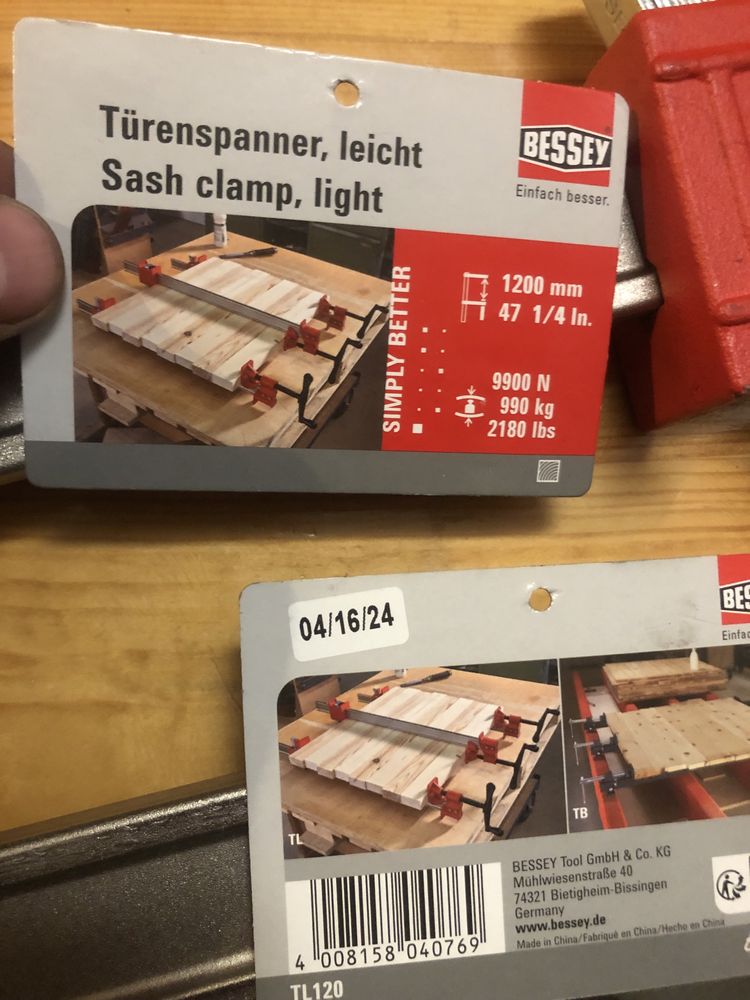 Türenspanner, leicht
Sash clamp, light
BESSEY®
Einfach besser.
SIMPLY BETTER
1200 mm
47 1/4 In.
9900 N
990 kg
2180 lbs
04/16/24
TL
TB
BESSEY Tool GmbH & Co. KG
Mühlwiesenstraße 40
74321 Bietigheim-Bissingen
Germany
www.bessey.de
Made in China/Fabriqué en China/Hecho en China
4 008158 040769
TL120